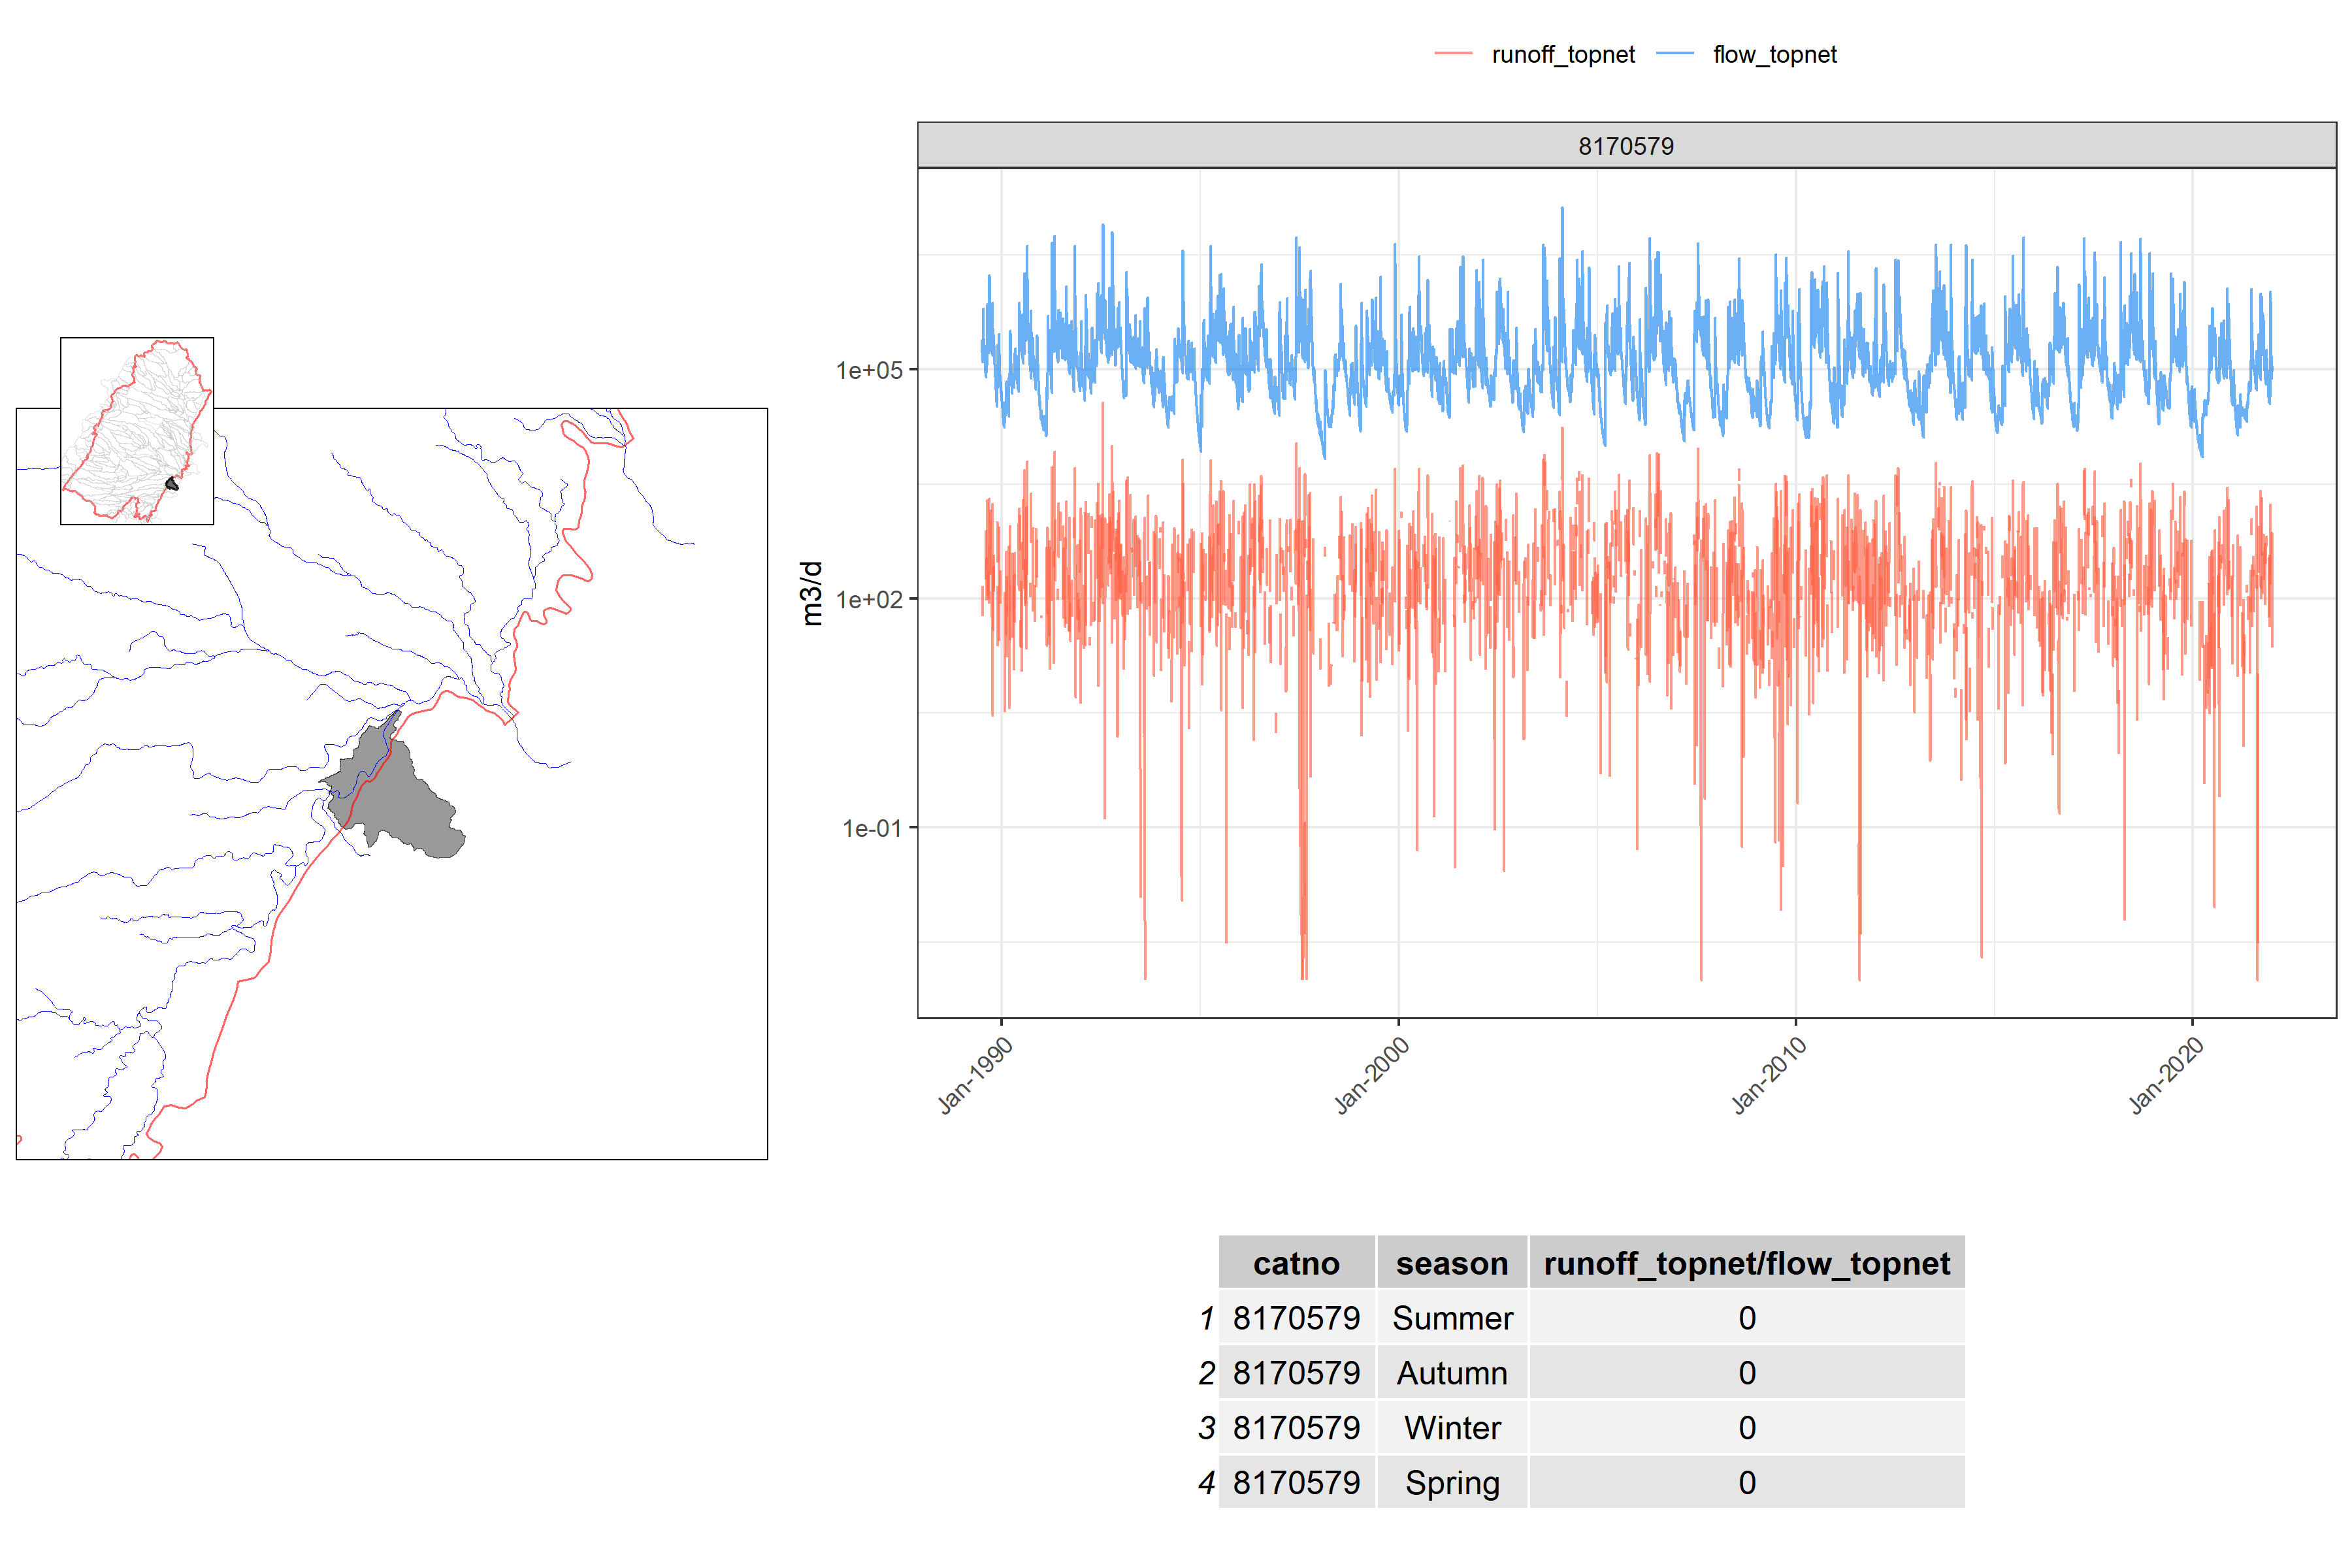 runoff_topnet flow_topnet
8170579
m3/d
1e+05
1e+02
1e-01
Jan-1990 Jan-2000 Jan-2010 Jan-2020
catno season runoff_topnet/flow_topnet
1 8170579 Summer 0
2 8170579 Autumn 0
3 8170579 Winter 0
4 8170579 Spring 0